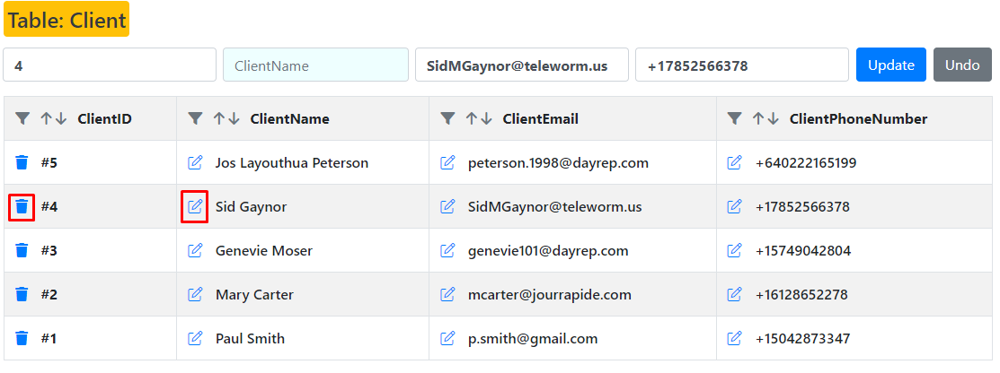 Table: Client
4 ClientName SidMGaynor@teleworm.us +17852566378 Update Undo
ClientID ClientName ClientEmail ClientPhoneNumber
#5 Jos Layouthua Peterson peterson.1998@dayrep.com +640222165199
#4 Sid Gaynor SidMGaynor@teleworm.us +17852566378
#3 Genevie Moser genevie101@dayrep.com +15749042804
#2 Mary Carter mcarter@jourrapide.com +16128652278
#1 Paul Smith p.smith@gmail.com +15042873347